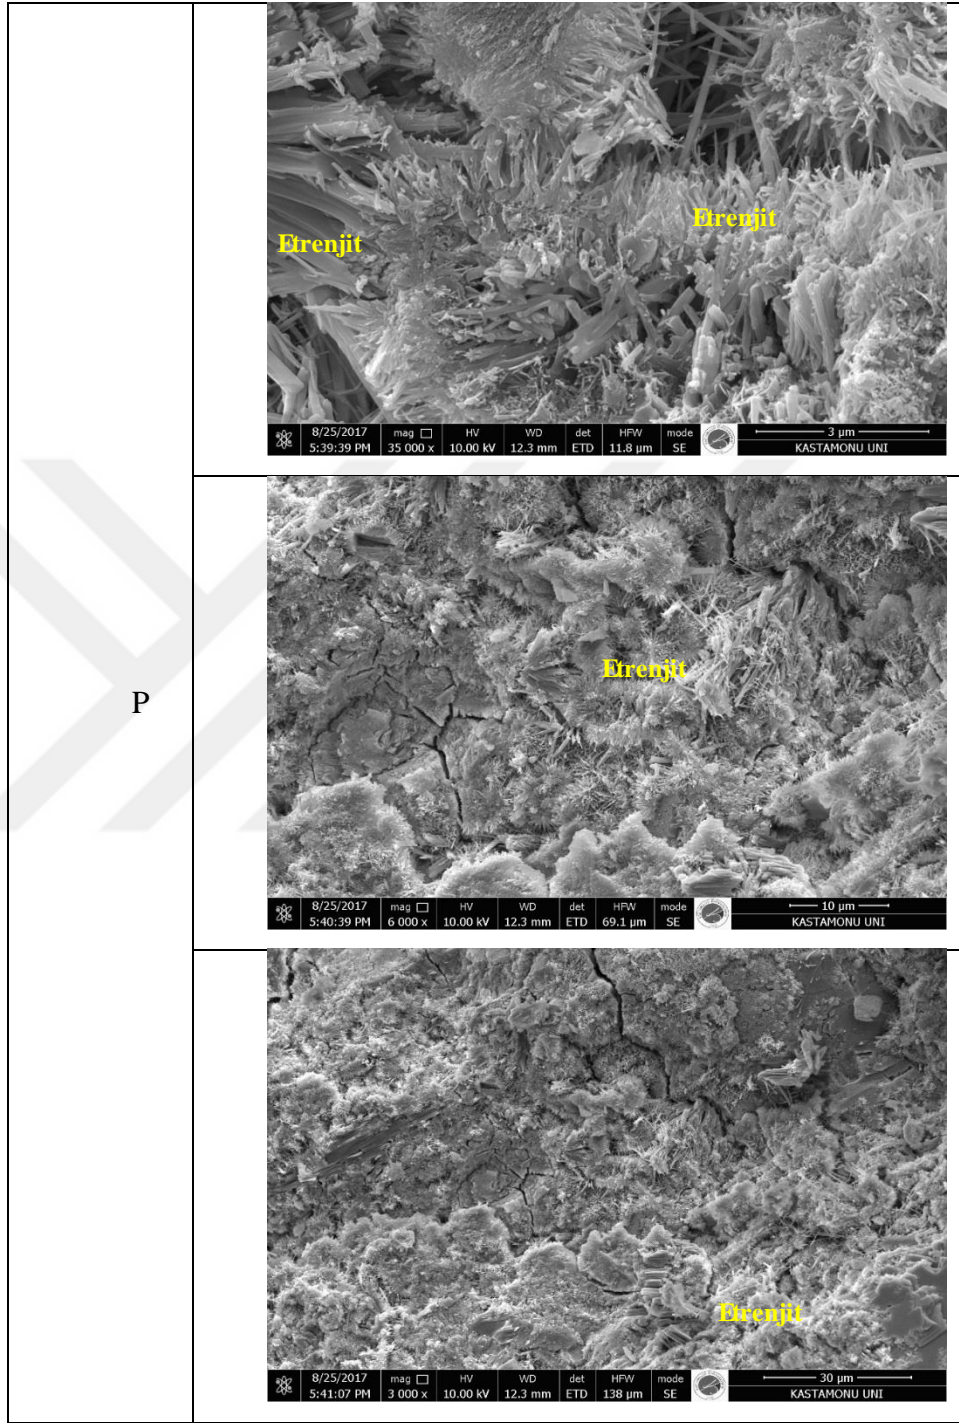 Etrenjit
Etrenjit
8/25/2017 mag HV WD det HFW mode 3 µm
5:39:39 PM 35 000 x 10.00 kV 12.3 mm ETD 11.8 µm SE KASTAMONU UNI
Etrenjit
P
8/25/2017 mag HV WD det HFW mode 10 µm
5:40:39 PM 6 000 x 10.00 kV 12.3 mm ETD 69.1 µm SE KASTAMONU UNI
Etrenjit
8/25/2017 mag HV WD det HFW mode 30 µm
5:41:07 PM 3 000 x 10.00 kV 12.3 mm ETD 138 µm SE KASTAMONU UNI